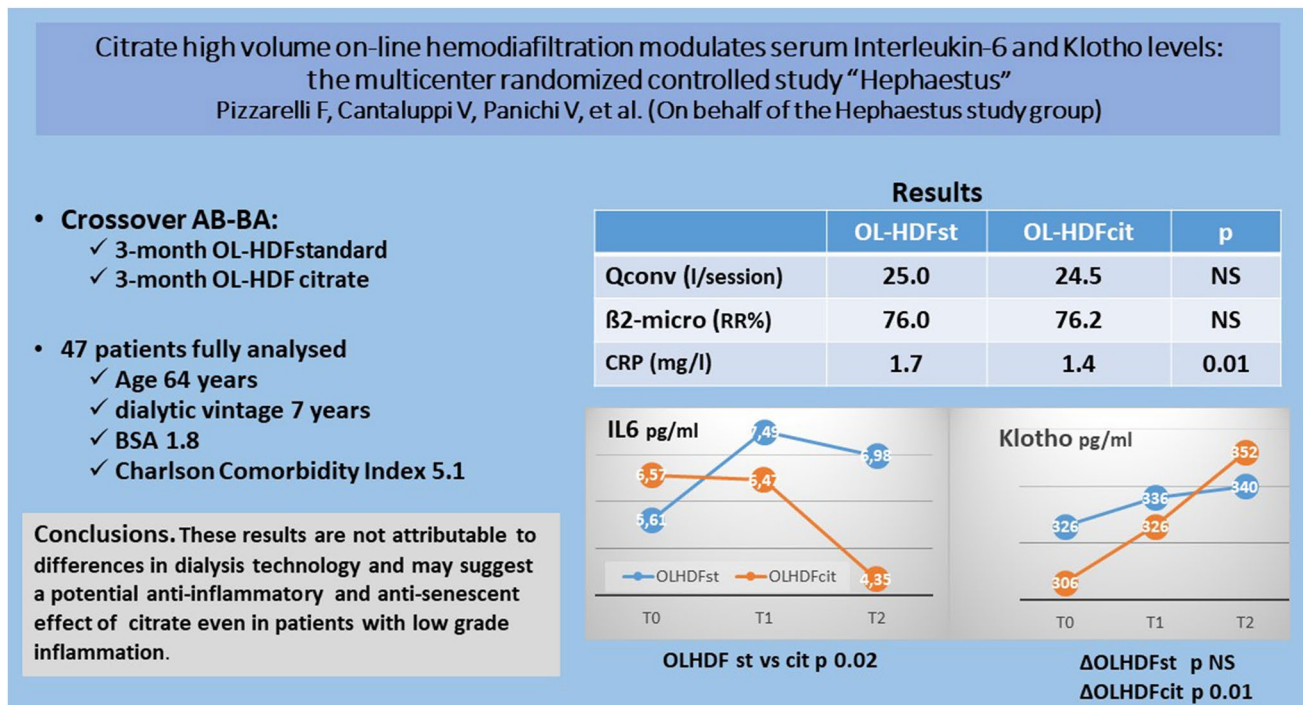 Citrate high volume on-line hemodiafiltration modulates serum Interleukin-6 and Klotho levels:
the multicenter randomized controlled study “Hephaestus”
Pizzarelli F, Cantaluppi V, Panichi V, et al. (On behalf of the Hephaestus study group)
• Crossover AB-BA:
✓ 3-month OL-HDFstandard
✓ 3-month OL-HDF citrate
• 47 patients fully analysed
✓ Age 64 years
✓ dialytic vintage 7 years
✓ BSA 1.8
✓ Charlson Comorbidity Index 5.1
Conclusions. These results are not attributable to
differences in dialysis technology and may suggest
a potential anti-inflammatory and anti-senescent
effect of citrate even in patients with low grade
inflammation.
Results
OL-HDFst OL-HDFcit p
Qconv (l/session) 25.0 24.5 NS
ß2-micro (RR%) 76.0 76.2 NS
CRP (mg/l) 1.7 1.4 0.01
IL6 pg/ml
7,49
6,98
6,57
6,47
5,61
4,35
OLHDFst OLHDFcit
T0 T1 T2
OLHDF st vs cit p 0.02
Klotho pg/ml
352
336
340
326
326
306
T0 T1 T2
ΔOLHDFst p NS
ΔOLHDFcit p 0.01